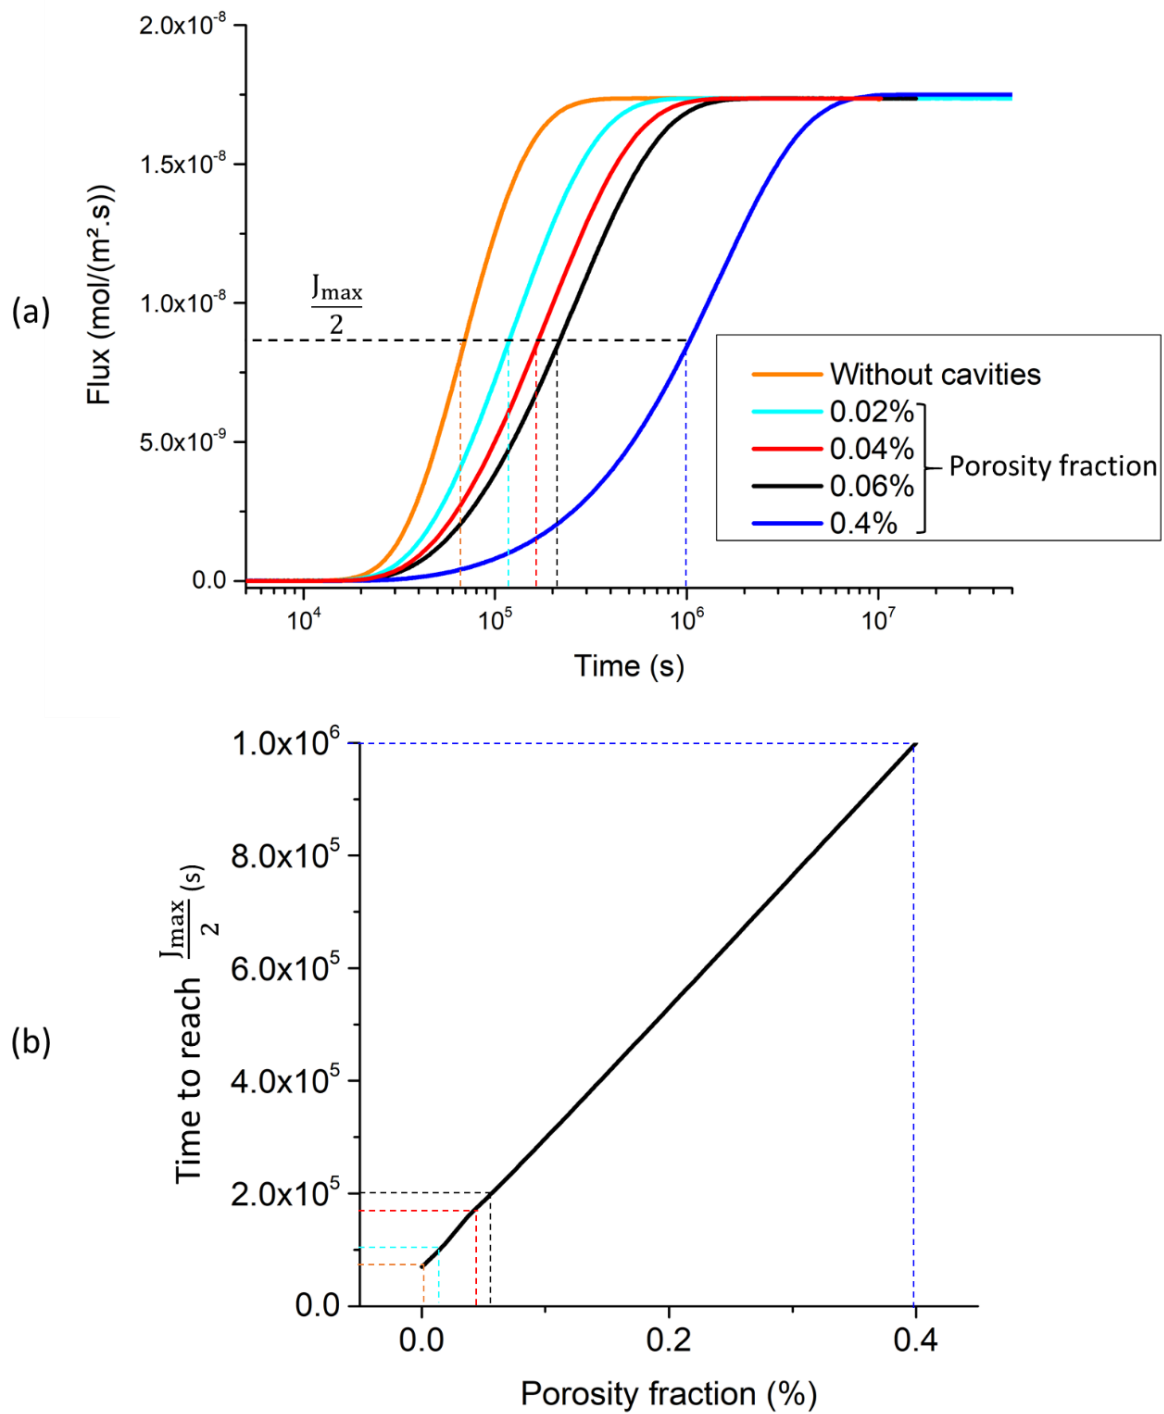 (a)
Flux (mol/(m².s))
2.0x10⁻⁸
1.5x10⁻⁸
1.0x10⁻⁸
5.0x10⁻⁹
0.0
Jmax
2
Without cavities
0.02%
0.04%
0.06%
0.4%
Porosity fraction
10⁴ 10⁵ 10⁶ 10⁷
Time (s)
(b)
Time to reach Jmax/2 (s)
1.0x10⁶
8.0x10⁵
6.0x10⁵
4.0x10⁵
2.0x10⁵
0.0
0.0 0.2 0.4
Porosity fraction (%)